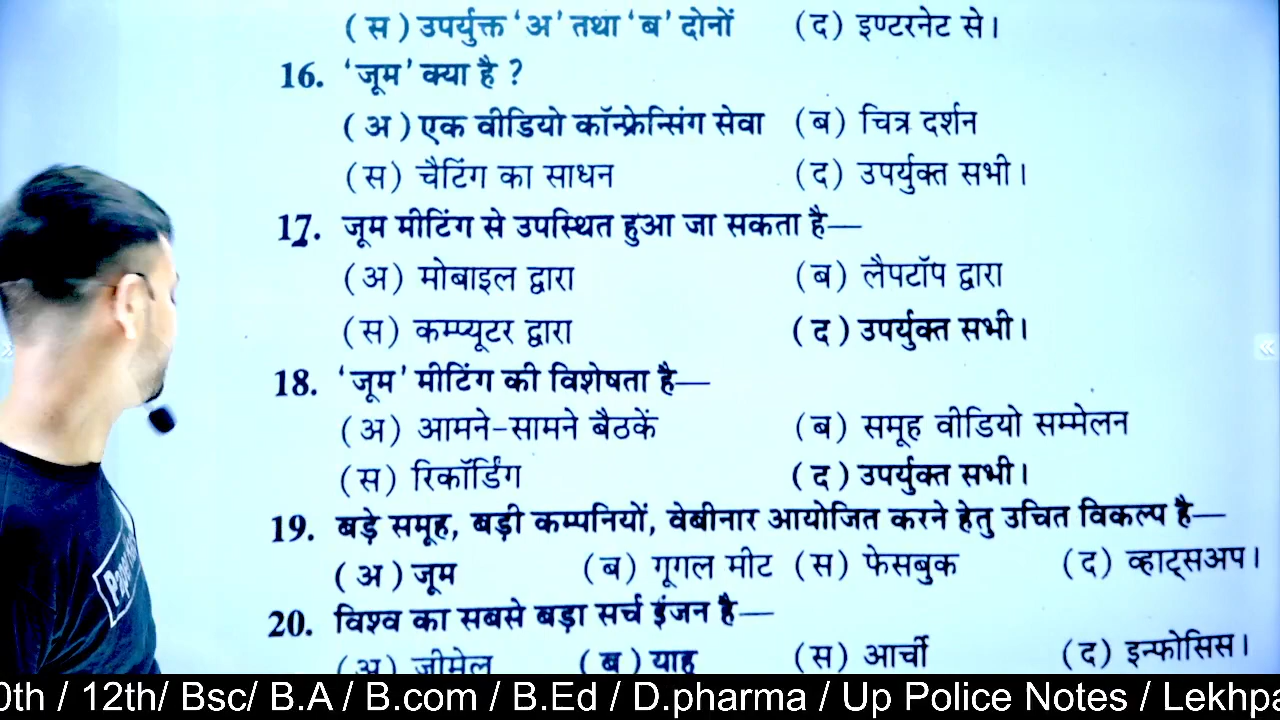 ( स ) उपर्युक्त ‘अ’ तथा ‘ब’ दोनों (द) इण्टरनेट से।
16. ‘जूम’ क्या है ?
( अ ) एक वीडियो कॉन्फ्रेन्सिंग सेवा (ब) चित्र दर्शन
(स) चैटिंग का साधन (द) उपर्युक्त सभी।
17. जूम मीटिंग से उपस्थित हुआ जा सकता है—
(अ) मोबाइल द्वारा (ब) लैपटॉप द्वारा
(स) कम्प्यूटर द्वारा ( द ) उपर्युक्त सभी।
18. ‘जूम’ मीटिंग की विशेषता है—
(अ) आमने-सामने बैठकें (ब) समूह वीडियो सम्मेलन
(स) रिकॉर्डिंग ( द ) उपर्युक्त सभी।
19. बड़े समूह, बड़ी कम्पनियों, वेबीनार आयोजित करने हेतु उचित विकल्प है—
( अ ) जूम (ब) गूगल मीट (स) फेसबुक (द) व्हाट्सअप।
20. विश्व का सबसे बड़ा सर्च इंजन है—
(अ) जीमेल ( ब ) याहू (स) आर्ची (द) इन्फोसिस।
0th / 12th/ Bsc/ B.A / B.com / B.Ed / D.pharma / Up Police Notes / Lekhpa